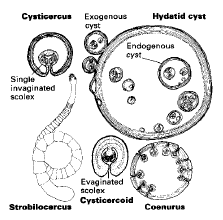 Cysticercus
Exogenous
cyst
Hydatid cyst
Endogenous
cyst
Single
invaginated
scolex
Evaginated
scolex
Strobilocercus
Cysticercoid
Coenurus